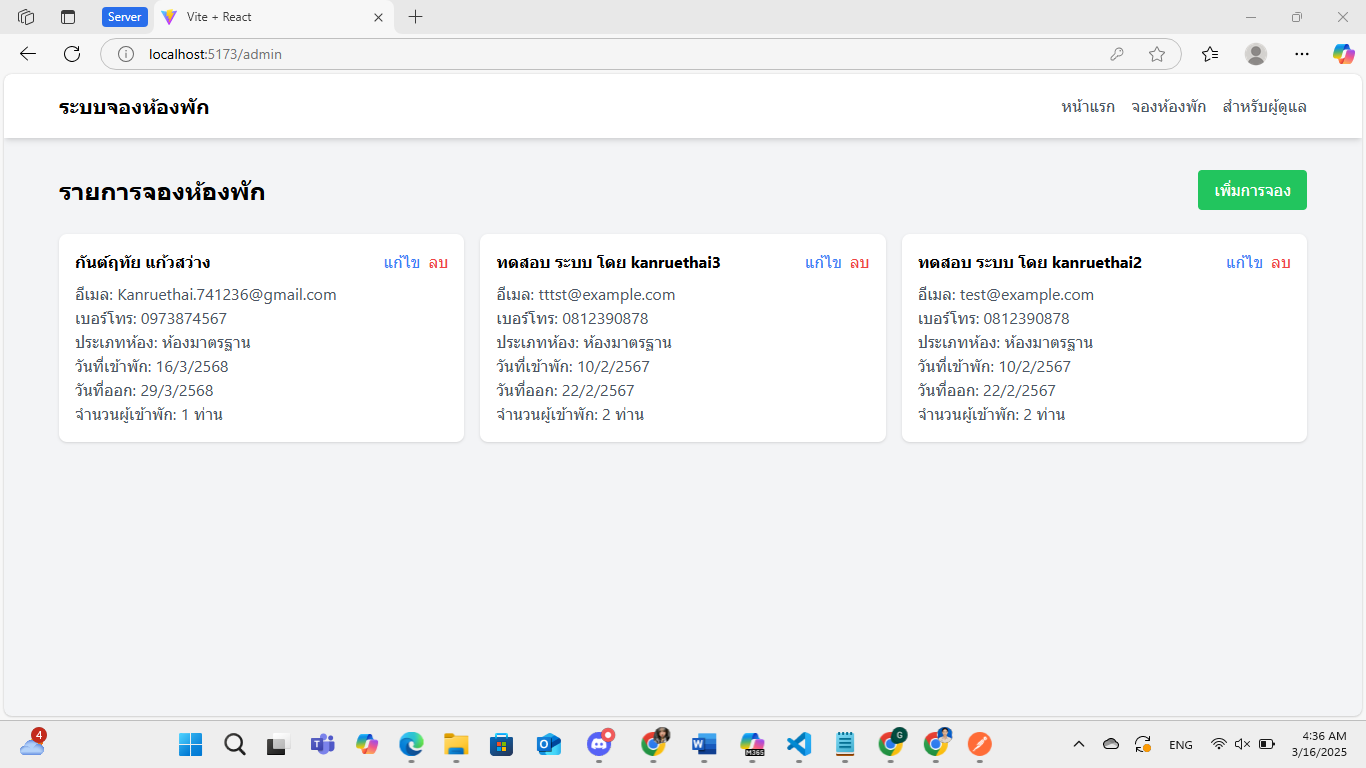 Server
Vite + React
localhost:5173/admin
ระบบจองห้องพัก
หน้าแรก จองห้องพัก สำหรับผู้ดูแล
รายการจองห้องพัก
เพิ่มการจอง
กันต์ฤทัย แก้วสว่าง แก้ไข ลบ
อีเมล: Kanruethai.741236@gmail.com
เบอร์โทร: 0973874567
ประเภทห้อง: ห้องมาตรฐาน
วันที่เข้าพัก: 16/3/2568
วันที่ออก: 29/3/2568
จำนวนผู้เข้าพัก: 1 ท่าน
ทดสอบ ระบบ โดย kanruethai3 แก้ไข ลบ
อีเมล: tttst@example.com
เบอร์โทร: 0812390878
ประเภทห้อง: ห้องมาตรฐาน
วันที่เข้าพัก: 10/2/2567
วันที่ออก: 22/2/2567
จำนวนผู้เข้าพัก: 2 ท่าน
ทดสอบ ระบบ โดย kanruethai2 แก้ไข ลบ
อีเมล: test@example.com
เบอร์โทร: 0812390878
ประเภทห้อง: ห้องมาตรฐาน
วันที่เข้าพัก: 10/2/2567
วันที่ออก: 22/2/2567
จำนวนผู้เข้าพัก: 2 ท่าน
4
M365
G
ENG
4:36 AM
3/16/2025